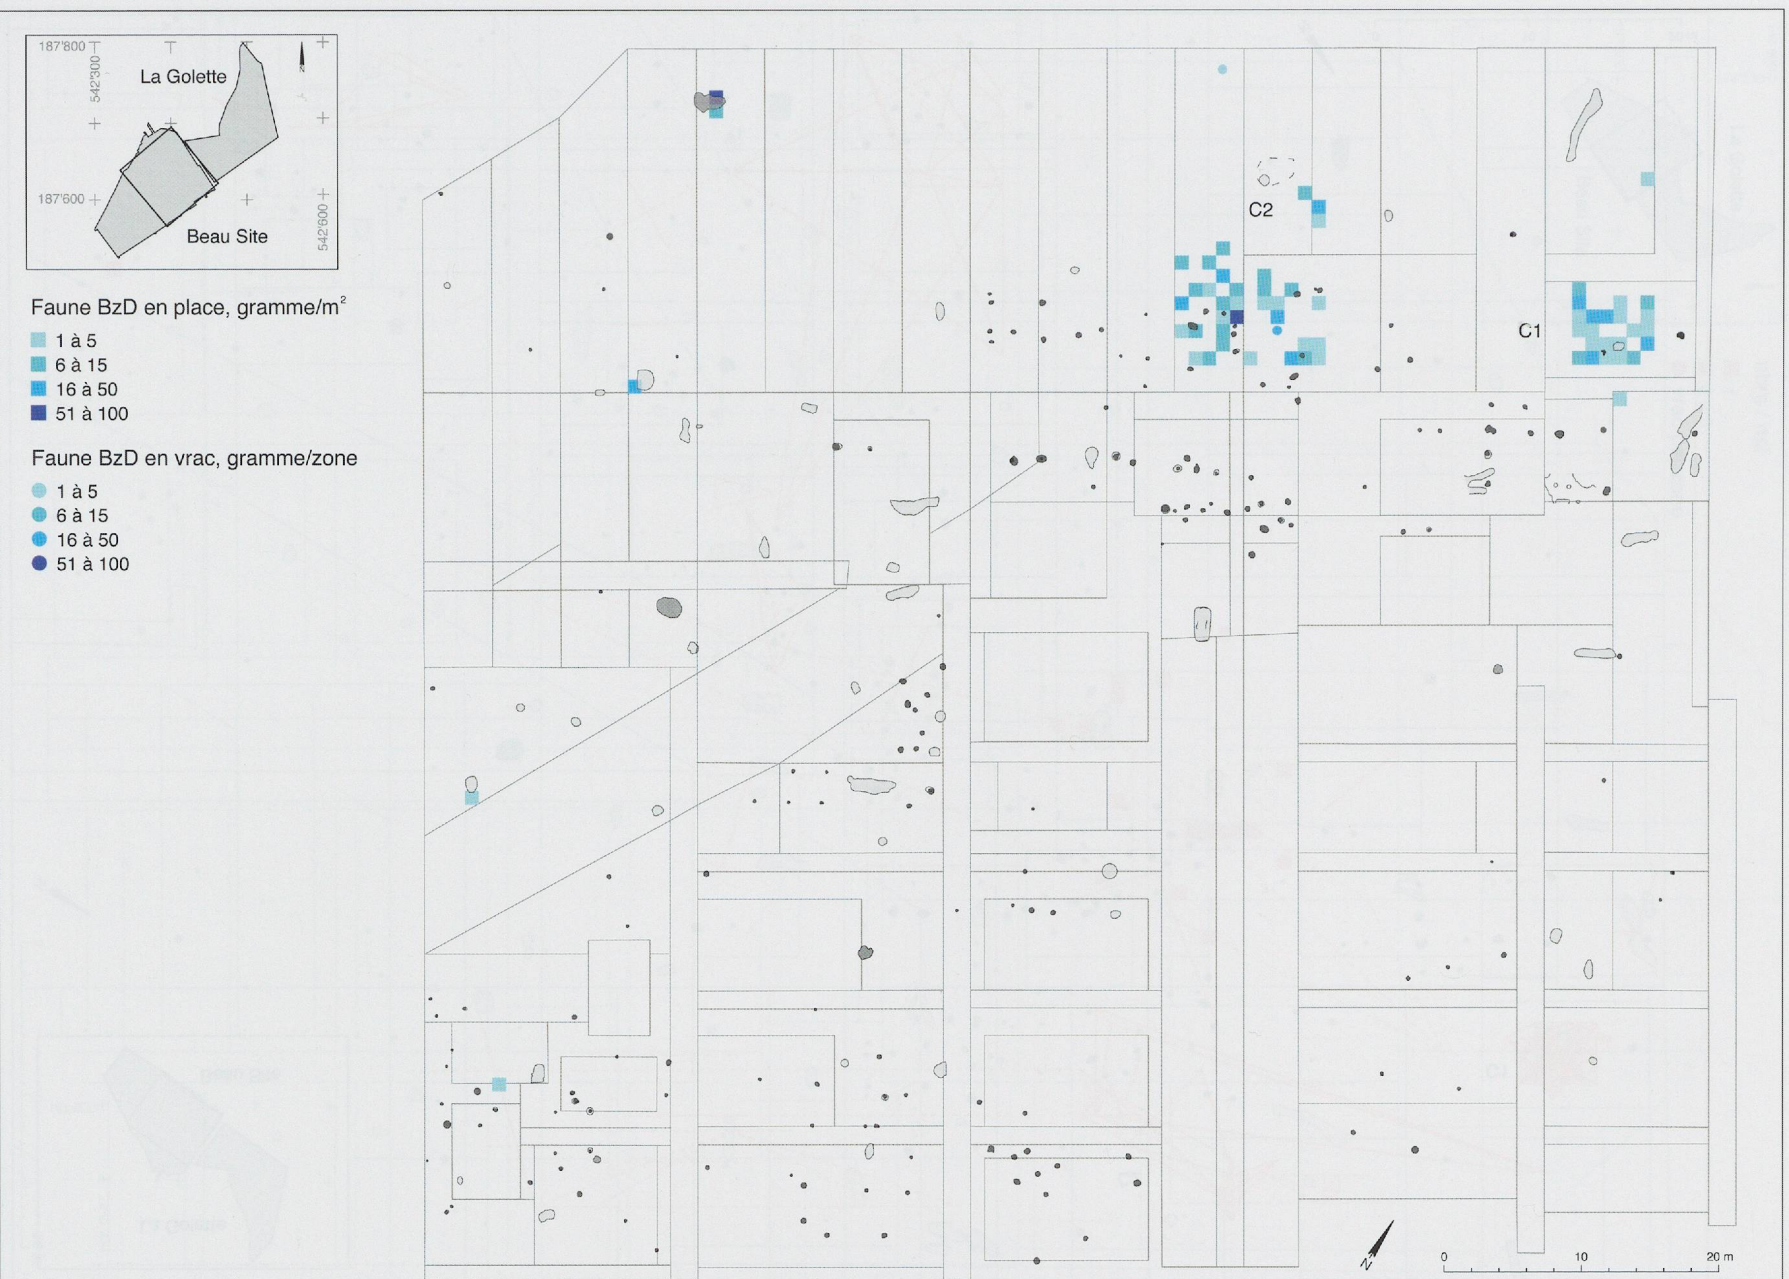 187'800
542'300
La Golette
N
187'600
542'600
Beau Site
Faune BzD en place, gramme/m²
1 à 5
6 à 15
16 à 50
51 à 100
Faune BzD en vrac, gramme/zone
1 à 5
6 à 15
16 à 50
51 à 100
C2
C1
N
0 10 20 m